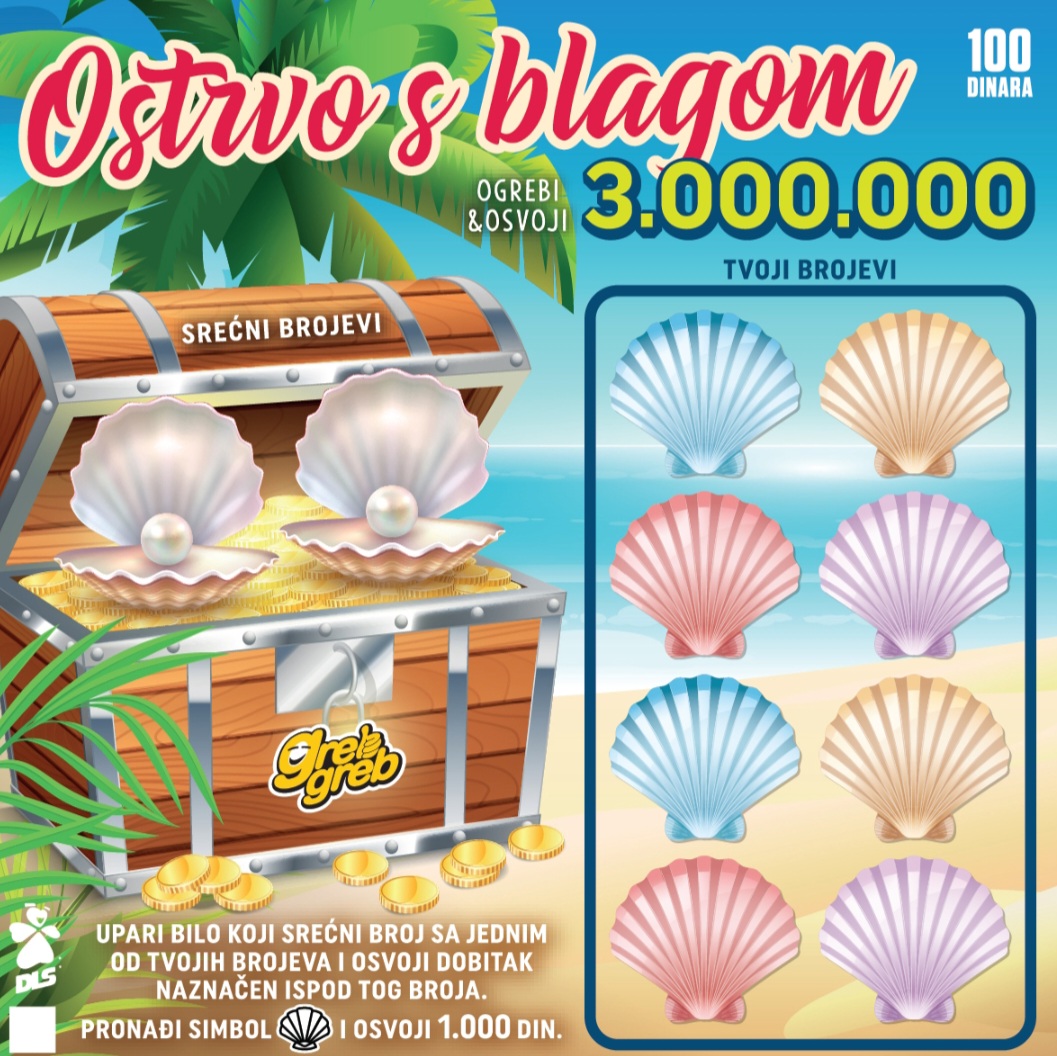 Ostrvo s blagom
100
DINARA
OGREBI
&OSVOJI
3.000.000
TVOJI BROJEVI
SREĆNI BROJEVI
greb
greb
UPARI BILO KOJI SREĆNI BROJ SA JEDNIM
OD TVOJIH BROJEVA I OSVOJI DOBITAK
NAZNAČEN ISPOD TOG BROJA.
PRONAĐI SIMBOL I OSVOJI 1.000 DIN.
DLS